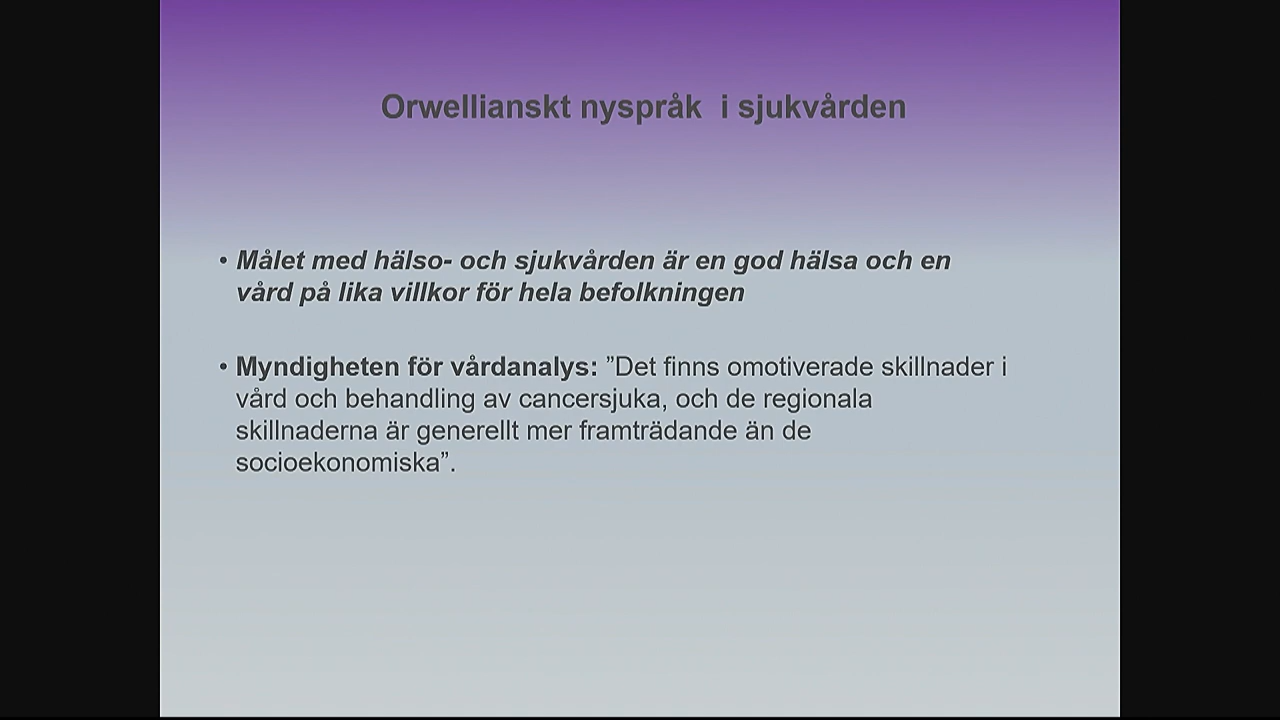 Orwellianskt nyspråk  i sjukvården
• Målet med hälso- och sjukvården är en god hälsa och en
vård på lika villkor för hela befolkningen
• Myndigheten för vårdanalys: ”Det finns omotiverade skillnader i
vård och behandling av cancersjuka, och de regionala
skillnaderna är generellt mer framträdande än de
socioekonomiska”.